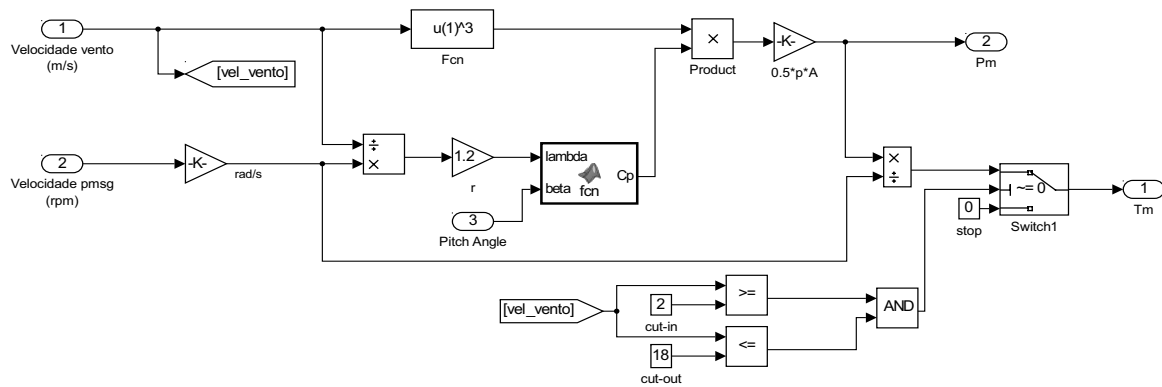 1
Velocidade vento
(m/s)
[vel_vento]
u(1)^3
Fcn
×
Product
-K-
0.5*p*A
2
Pm
2
Velocidade pmsg
(rpm)
-K-
rad/s
÷
×
1.2
r
lambda
beta
fcn
Cp
3
Pitch Angle
×
÷
0
stop
~= 0
Switch1
1
Tm
[vel_vento]
2
cut-in
>=
18
cut-out
<=
AND